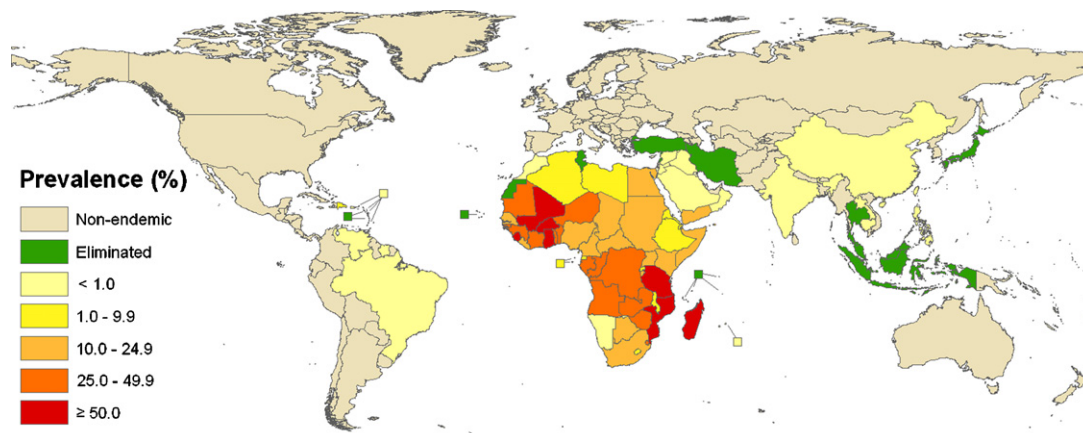 Prevalence (%)
Non-endemic
Eliminated
< 1.0
1.0 - 9.9
10.0 - 24.9
25.0 - 49.9
≥ 50.0